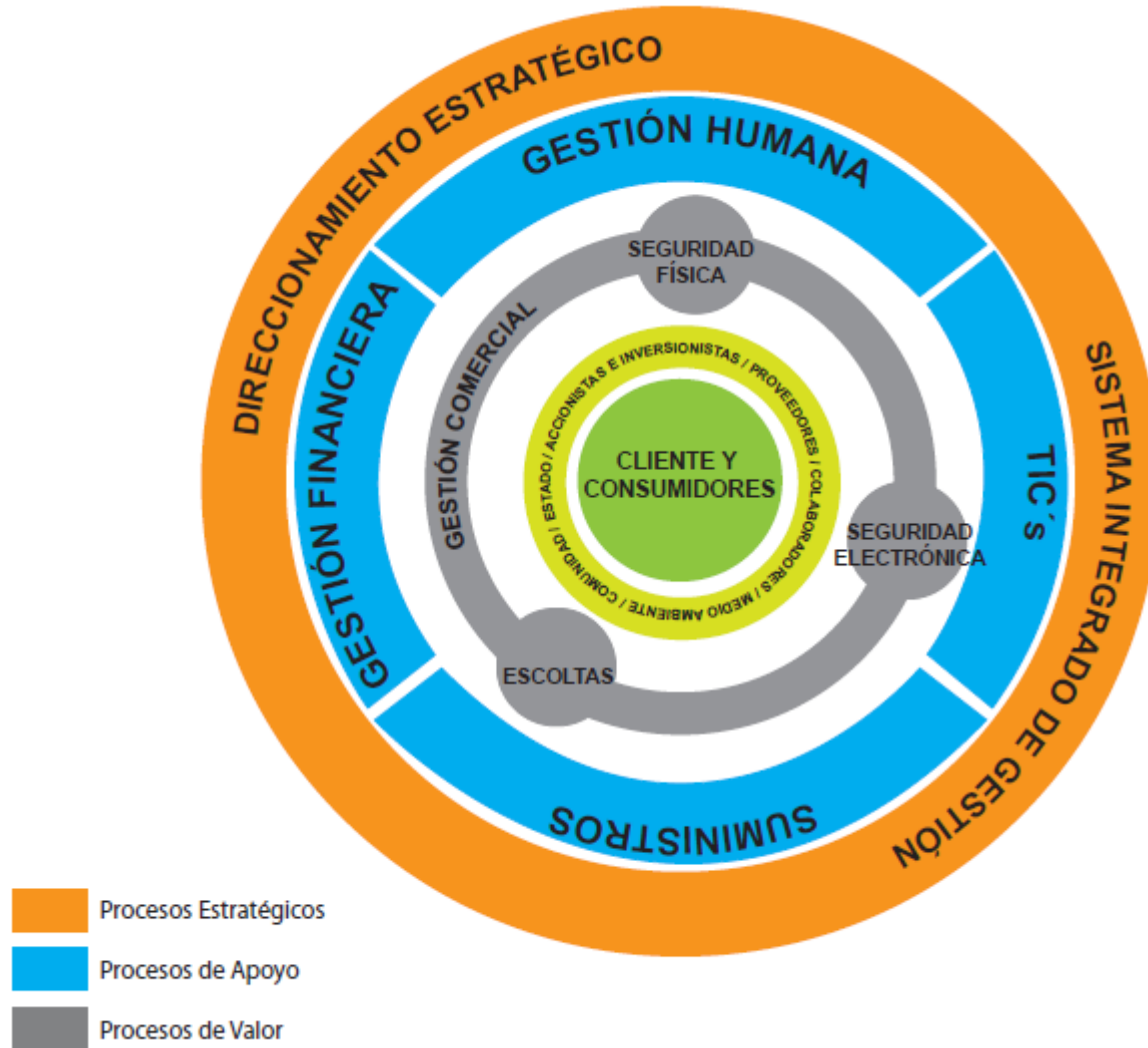 DIRECCIONAMIENTO ESTRATÉGICO
SISTEMA INTEGRADO DE GESTIÓN
GESTIÓN HUMANA
TIC´s
SUMINISTROS
GESTIÓN FINANCIERA
GESTIÓN COMERCIAL
SEGURIDAD
FÍSICA
SEGURIDAD
ELECTRÓNICA
ESCOLTAS
ESTADO / ACCIONISTAS E INVERSIONISTAS / PROVEEDORES / COLABORADORES / MEDIO AMBIENTE / COMUNIDAD /
CLIENTE Y
CONSUMIDORES
Procesos Estratégicos
Procesos de Apoyo
Procesos de Valor